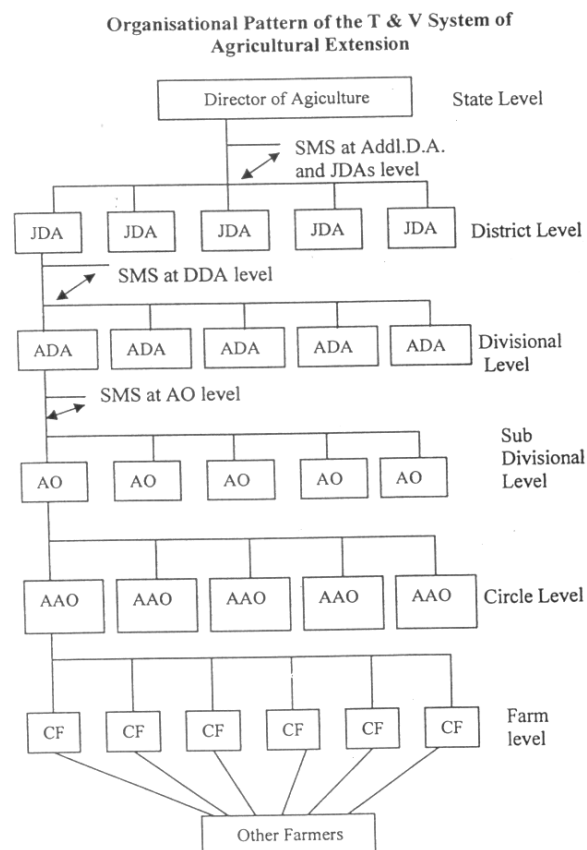 Organisational Pattern of the T & V System of
Agricultural Extension
Director of Agiculture
State Level
SMS at Addl.D.A.
and JDAs level
JDA JDA JDA JDA JDA
District Level
SMS at DDA level
ADA ADA ADA ADA ADA
Divisional
Level
SMS at AO level
Sub
Divisional
Level
AO AO AO AO AO
AAO AAO AAO AAO AAO
Circle Level
CF CF CF CF CF CF
Farm
level
Other Farmers